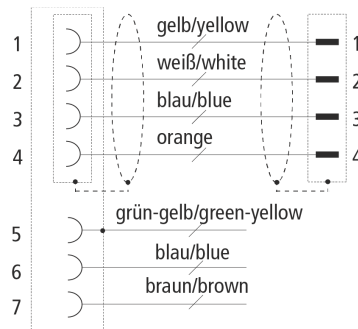 gelb/yellow
1 1
weiß/white
2 2
blau/blue
3 3
orange
4 4
grün-gelb/green-yellow
5
blau/blue
6
braun/brown
7